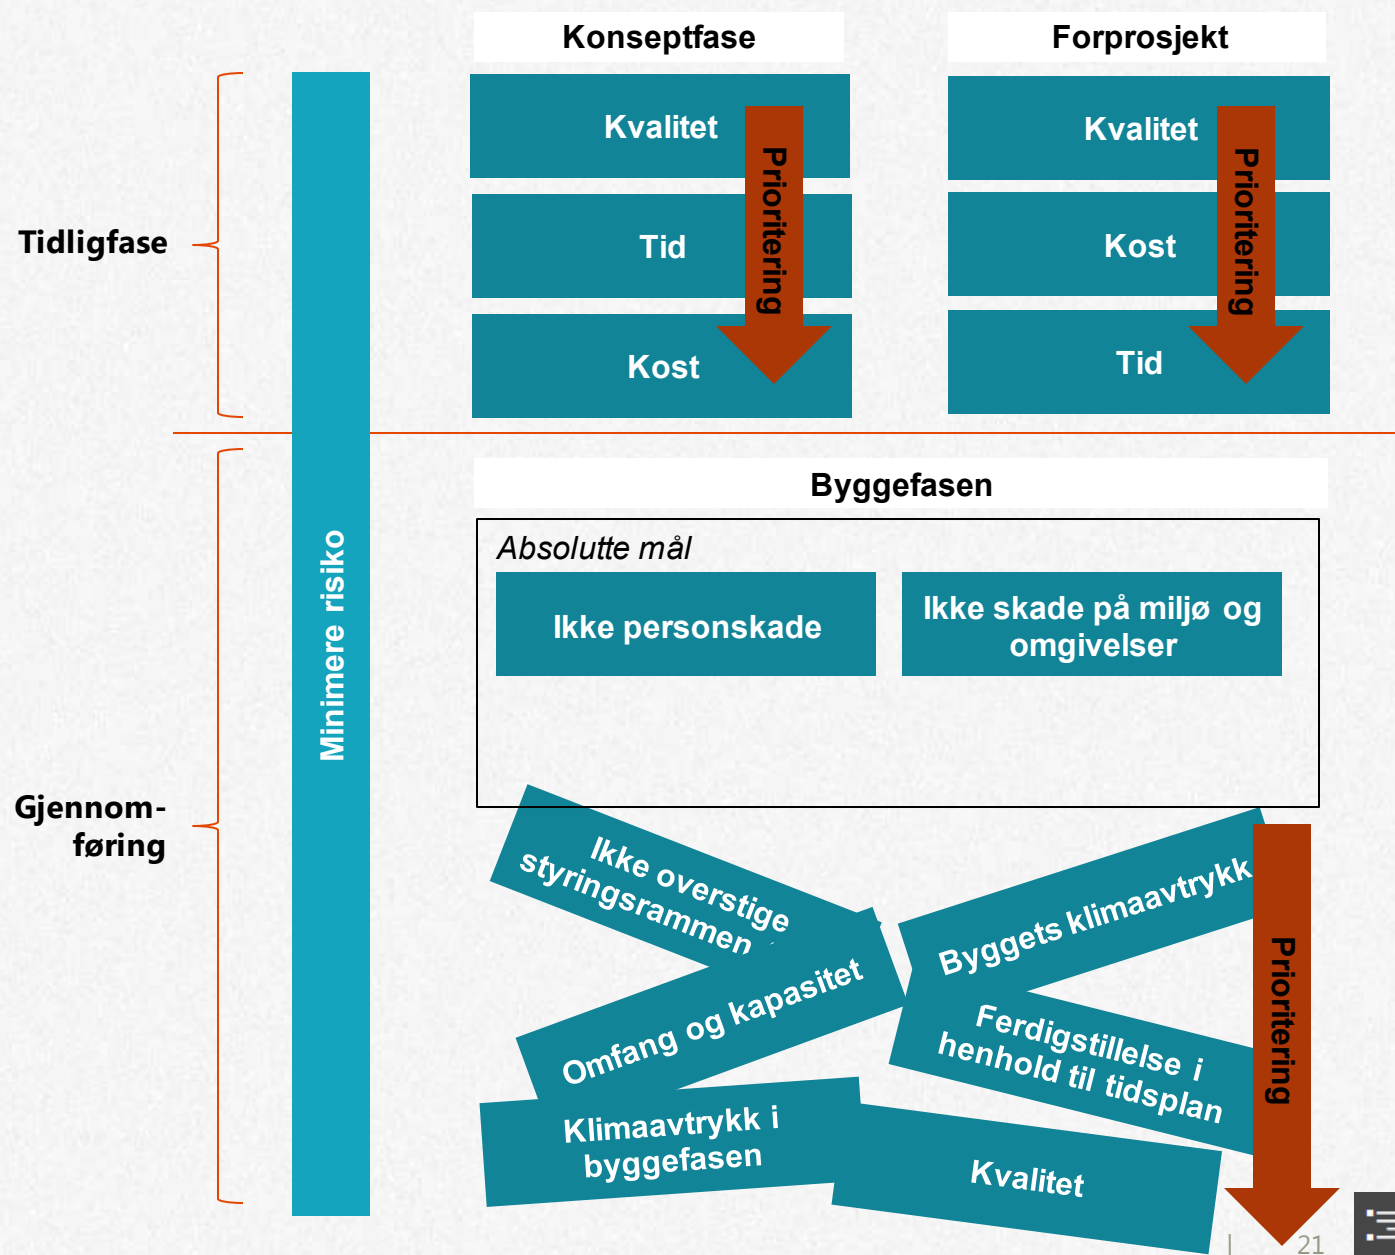 Konseptfase
Forprosjekt
Tidligfase
Kvalitet
Tid
Kost
Prioritering
Kvalitet
Kost
Tid
Prioritering
Minimere risiko
Gjennom-
føring
Byggefasen
Absolutte mål
Ikke personskade
Ikke skade på miljø og
omgivelser
Ikke overstige
styringsrammen
Byggets klimaavtrykk
Omfang og kapasitet
Ferdigstillelse i
henhold til tidsplan
Klimaavtrykk i
byggefasen
Kvalitet
Prioritering
| 21